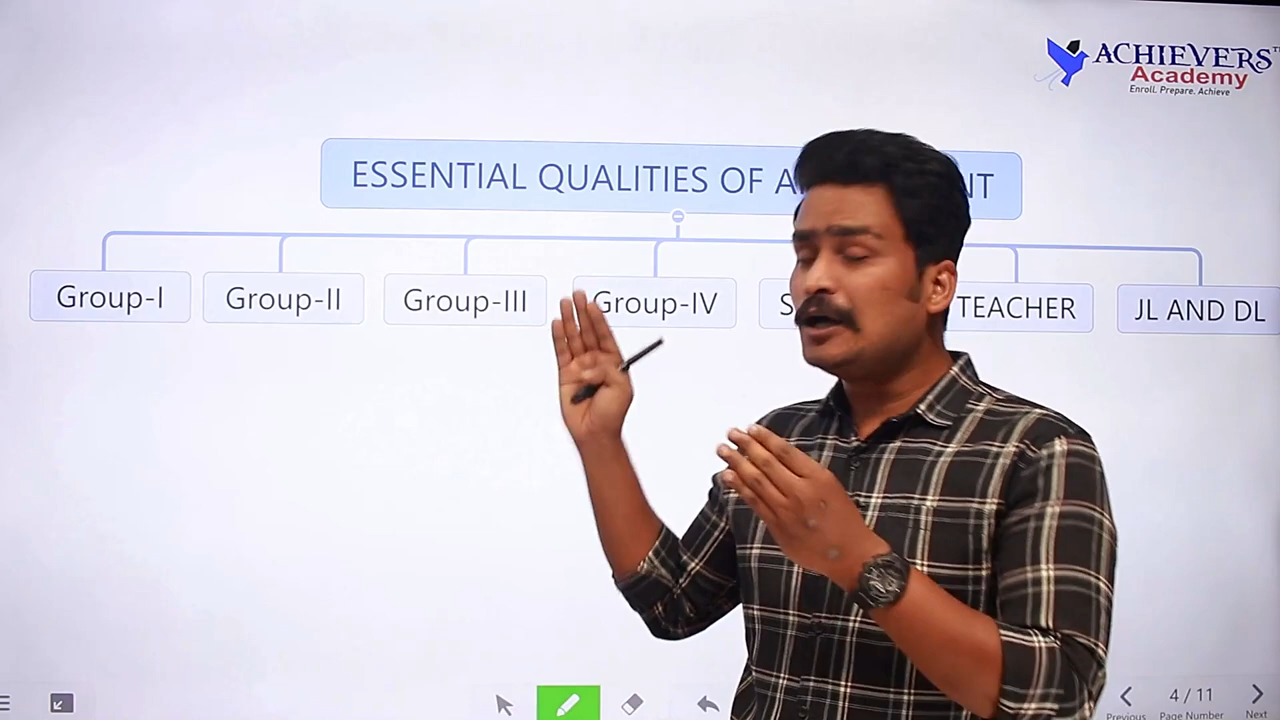 ACHIEVERS™
Academy
Enroll. Prepare. Achieve
ESSENTIAL QUALITIES OF A NT
Group-I Group-II Group-III Group-IV S TEACHER JL AND DL
4 / 11
Previous Page Number Next